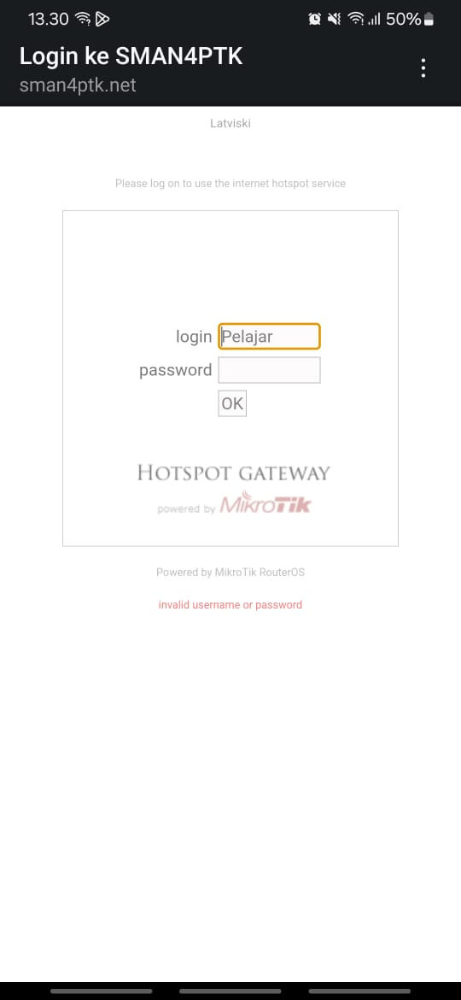 13.30 50%
Login ke SMAN4PTK
sman4ptk.net
Latviski
Please log on to use the internet hotspot service
login Pelajar
password
OK
HOTSPOT GATEWAY
powered by MikroTik
Powered by MikroTik RouterOS
invalid username or password